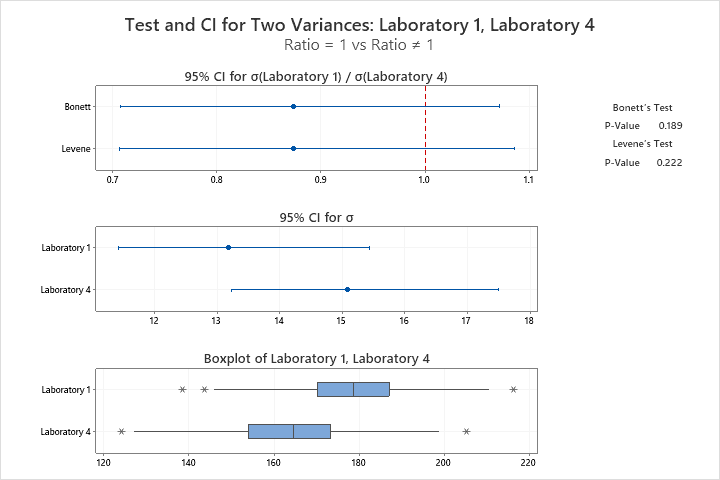 Test and CI for Two Variances: Laboratory 1, Laboratory 4
Ratio = 1 vs Ratio ≠ 1
95% CI for σ(Laboratory 1) / σ(Laboratory 4)
Bonett
Levene
0.7 0.8 0.9 1.0 1.1
Bonett's Test
P-Value 0.189
Levene's Test
P-Value 0.222
95% CI for σ
Laboratory 1
Laboratory 4
12 13 14 15 16 17 18
Boxplot of Laboratory 1, Laboratory 4
Laboratory 1
Laboratory 4
120 140 160 180 200 220